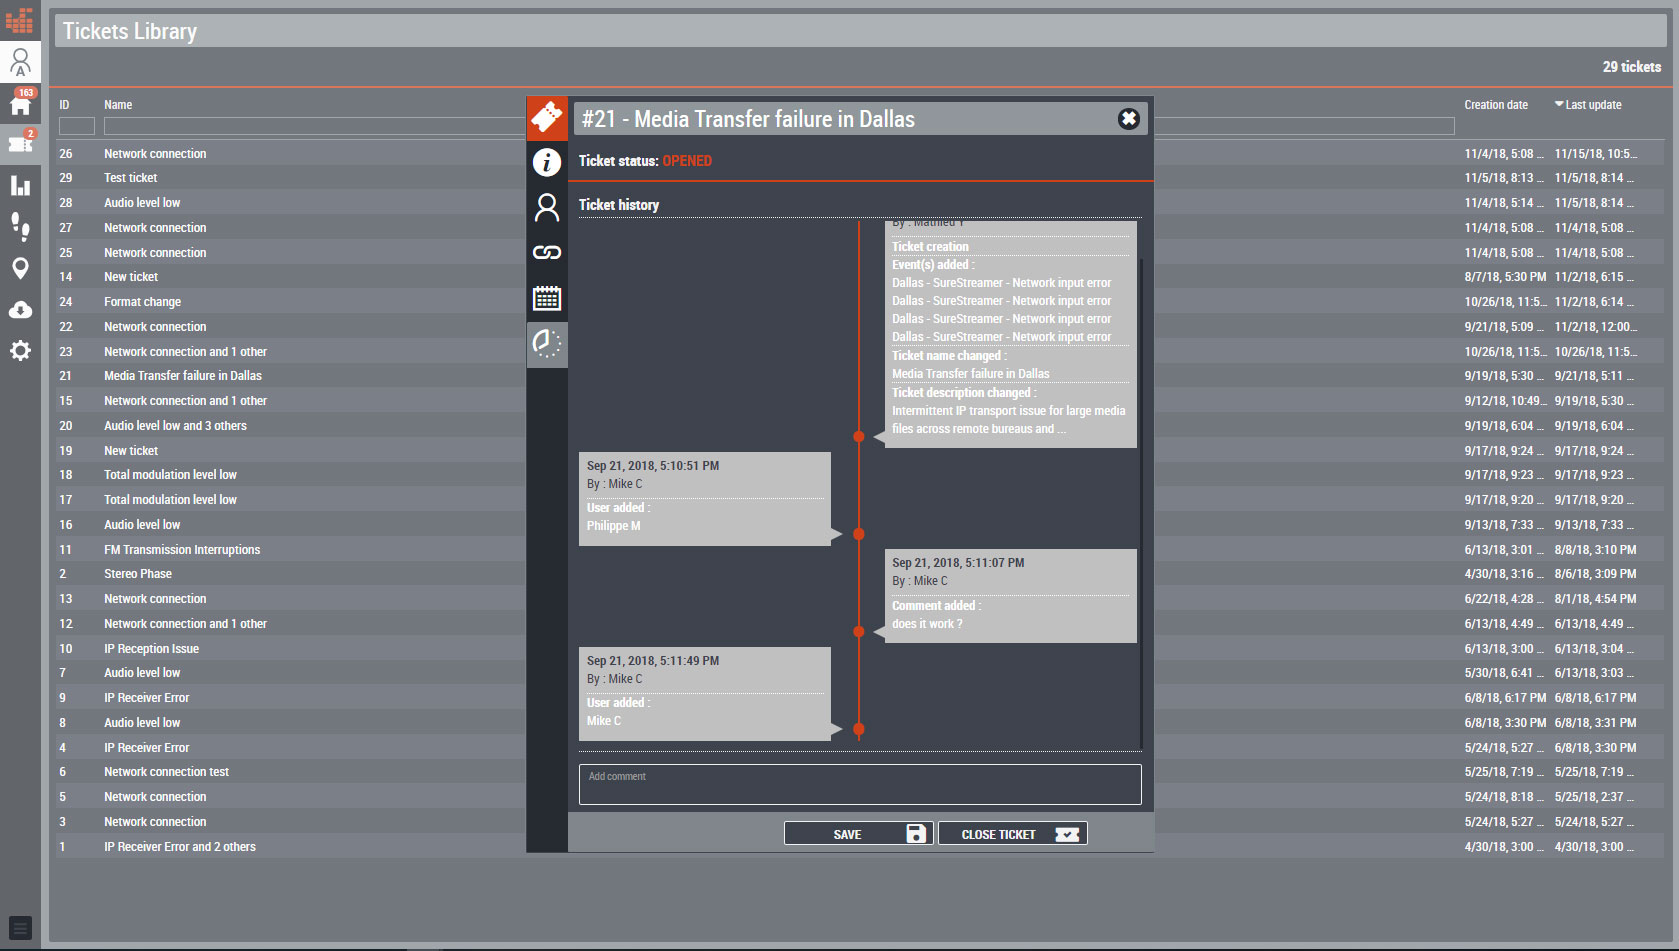 Tickets Library
A
29 tickets
163
2
ID Name Creation date Last update
26 Network connection 11/4/18, 5:08 ... 11/15/18, 10:5...
29 Test ticket 11/5/18, 8:13 ... 11/5/18, 8:14 ...
28 Audio level low 11/4/18, 5:14 ... 11/5/18, 8:14 ...
27 Network connection 11/4/18, 5:08 ... 11/4/18, 5:08 ...
25 Network connection 11/4/18, 5:08 ... 11/4/18, 5:08 ...
14 New ticket 8/7/18, 5:30 PM 11/2/18, 6:15 ...
24 Format change 10/26/18, 11:5... 11/2/18, 6:14 ...
22 Network connection 9/21/18, 5:09 ... 11/2/18, 12:00...
23 Network connection and 1 other 10/26/18, 11:5... 10/26/18, 11:5...
21 Media Transfer failure in Dallas 9/19/18, 5:30 ... 9/21/18, 5:11 ...
15 Network connection and 1 other 9/12/18, 10:49... 9/19/18, 5:30 ...
20 Audio level low and 3 others 9/19/18, 6:04 ... 9/19/18, 6:04 ...
19 New ticket 9/17/18, 9:24 ... 9/17/18, 9:24 ...
18 Total modulation level low 9/17/18, 9:23 ... 9/17/18, 9:23 ...
17 Total modulation level low 9/17/18, 9:20 ... 9/17/18, 9:20 ...
16 Audio level low 9/13/18, 7:33 ... 9/13/18, 7:33 ...
11 FM Transmission Interruptions 6/13/18, 3:01 ... 8/8/18, 3:10 PM
2 Stereo Phase 4/30/18, 3:16 ... 8/6/18, 3:09 PM
13 Network connection 6/22/18, 4:28 ... 8/1/18, 4:54 PM
12 Network connection and 1 other 6/13/18, 4:49 ... 6/13/18, 4:49 ...
10 IP Reception Issue 6/13/18, 3:00 ... 6/13/18, 3:04 ...
7 Audio level low 5/30/18, 6:41 ... 6/13/18, 3:03 ...
9 IP Receiver Error 6/8/18, 6:17 PM 6/8/18, 6:17 PM
8 Audio level low 6/8/18, 3:30 PM 6/8/18, 3:31 PM
4 IP Receiver Error 5/24/18, 5:27 ... 6/8/18, 3:30 PM
6 Network connection test 5/25/18, 7:19 ... 5/25/18, 7:19 ...
5 Network connection 5/24/18, 8:18 ... 5/25/18, 2:37 ...
3 Network connection 5/24/18, 5:27 ... 5/24/18, 5:27 ...
1 IP Receiver Error and 2 others 4/30/18, 3:00 ... 4/30/18, 3:00 ...
#21 - Media Transfer failure in Dallas
Ticket status: OPENED
Ticket history
By : Mathieu Y
Ticket creation
Event(s) added :
Dallas - SureStreamer - Network input error
Dallas - SureStreamer - Network input error
Dallas - SureStreamer - Network input error
Dallas - SureStreamer - Network input error
Ticket name changed :
Media Transfer failure in Dallas
Ticket description changed :
Intermittent IP transport issue for large media
files across remote bureaus and ...
Sep 21, 2018, 5:10:51 PM
By : Mike C
User added :
Philippe M
Sep 21, 2018, 5:11:07 PM
By : Mike C
Comment added :
does it work ?
Sep 21, 2018, 5:11:49 PM
By : Mike C
User added :
Mike C
Add comment
SAVE
CLOSE TICKET